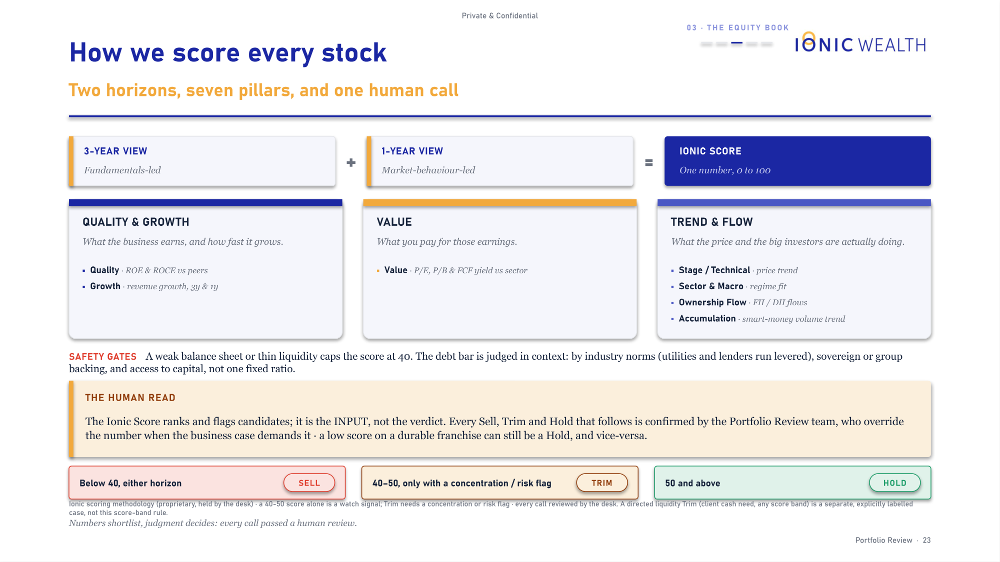 Private & Confidential
03 · THE EQUITY BOOK
IONIC WEALTH
How we score every stock
Two horizons, seven pillars, and one human call
3-YEAR VIEW
Fundamentals-led
+
1-YEAR VIEW
Market-behaviour-led
=
IONIC SCORE
One number, 0 to 100
QUALITY & GROWTH
What the business earns, and how fast it grows.
▪ Quality · ROE & ROCE vs peers
▪ Growth · revenue growth, 3y & 1y
VALUE
What you pay for those earnings.
▪ Value · P/E, P/B & FCF yield vs sector
TREND & FLOW
What the price and the big investors are actually doing.
▪ Stage / Technical · price trend
▪ Sector & Macro · regime fit
▪ Ownership Flow · FII / DII flows
▪ Accumulation · smart-money volume trend
SAFETY GATES A weak balance sheet or thin liquidity caps the score at 40. The debt bar is judged in context: by industry norms (utilities and lenders run levered), sovereign or group
backing, and access to capital, not one fixed ratio.
THE HUMAN READ
The Ionic Score ranks and flags candidates; it is the INPUT, not the verdict. Every Sell, Trim and Hold that follows is confirmed by the Portfolio Review team, who override
the number when the business case demands it · a low score on a durable franchise can still be a Hold, and vice-versa.
Below 40, either horizon SELL
40–50, only with a concentration / risk flag TRIM
50 and above HOLD
Ionic scoring methodology (proprietary, held by the desk) · a 40-50 score alone is a watch signal; Trim needs a concentration or risk flag · every call reviewed by the desk. A directed liquidity Trim (client cash need, any score band) is a separate, explicitly labelled
case, not this score-band rule.
Numbers shortlist, judgment decides: every call passed a human review.
Portfolio Review · 23